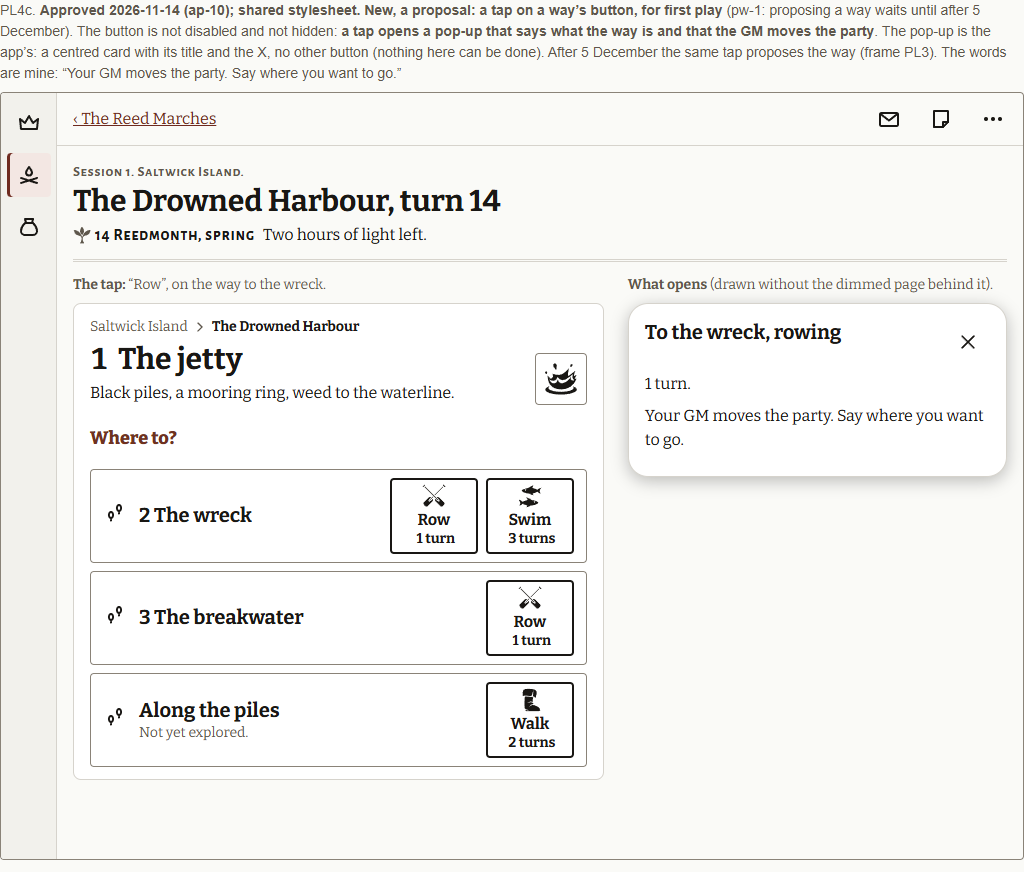 PL4c. Approved 2026-11-14 (ap-10); shared stylesheet. New, a proposal: a tap on a way’s button, for first play (pw-1: proposing a way waits until after 5
December). The button is not disabled and not hidden: a tap opens a pop-up that says what the way is and that the GM moves the party. The pop-up is the
app’s: a centred card with its title and the X, no other button (nothing here can be done). After 5 December the same tap proposes the way (frame PL3). The words
are mine: “Your GM moves the party. Say where you want to go.”
‹ The Reed Marches
Session 1. Saltwick Island.
The Drowned Harbour, turn 14
14 Reedmonth, spring Two hours of light left.
The tap: “Row”, on the way to the wreck.
Saltwick Island > The Drowned Harbour
1 The jetty
Black piles, a mooring ring, weed to the waterline.
Where to?
2 The wreck
Row
1 turn
Swim
3 turns
3 The breakwater
Row
1 turn
Along the piles
Not yet explored.
Walk
2 turns
What opens (drawn without the dimmed page behind it).
To the wreck, rowing
1 turn.
Your GM moves the party. Say where you want
to go.